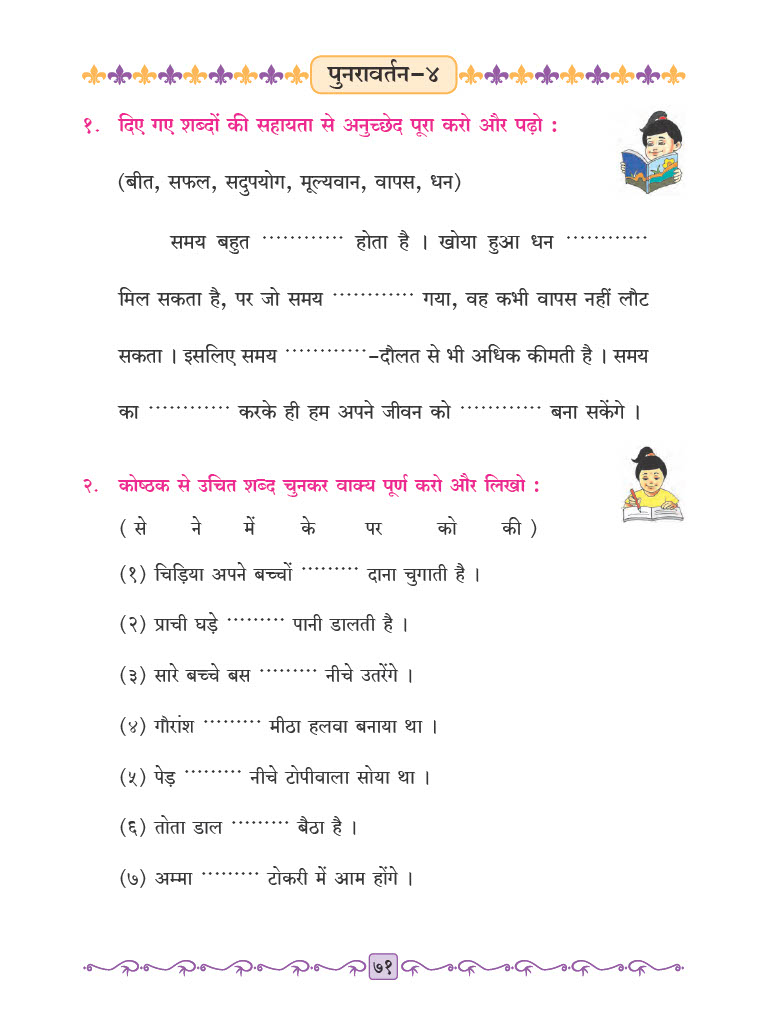 पुनरावर्तन-४
१. दिए गए शब्दों की सहायता से अनुच्छेद पूरा करो और पढ़ो :
(बीत, सफल, सदुपयोग, मूल्यवान, वापस, धन)
समय बहुत ············ होता है । खोया हुआ धन ············
मिल सकता है, पर जो समय ············ गया, वह कभी वापस नहीं लौट
सकता । इसलिए समय ············-दौलत से भी अधिक कीमती है । समय
का ············ करके ही हम अपने जीवन को ············ बना सकेंगे ।
२. कोष्ठक से उचित शब्द चुनकर वाक्य पूर्ण करो और लिखो :
( से ने में के पर को की )
(१) चिड़िया अपने बच्चों ········· दाना चुगाती है ।
(२) प्राची घड़े ········· पानी डालती है ।
(३) सारे बच्चे बस ········· नीचे उतरेंगे ।
(४) गौरांश ········· मीठा हलवा बनाया था ।
(५) पेड़ ········· नीचे टोपीवाला सोया था ।
(६) तोता डाल ········· बैठा है ।
(७) अम्मा ········· टोकरी में आम होंगे ।
७१